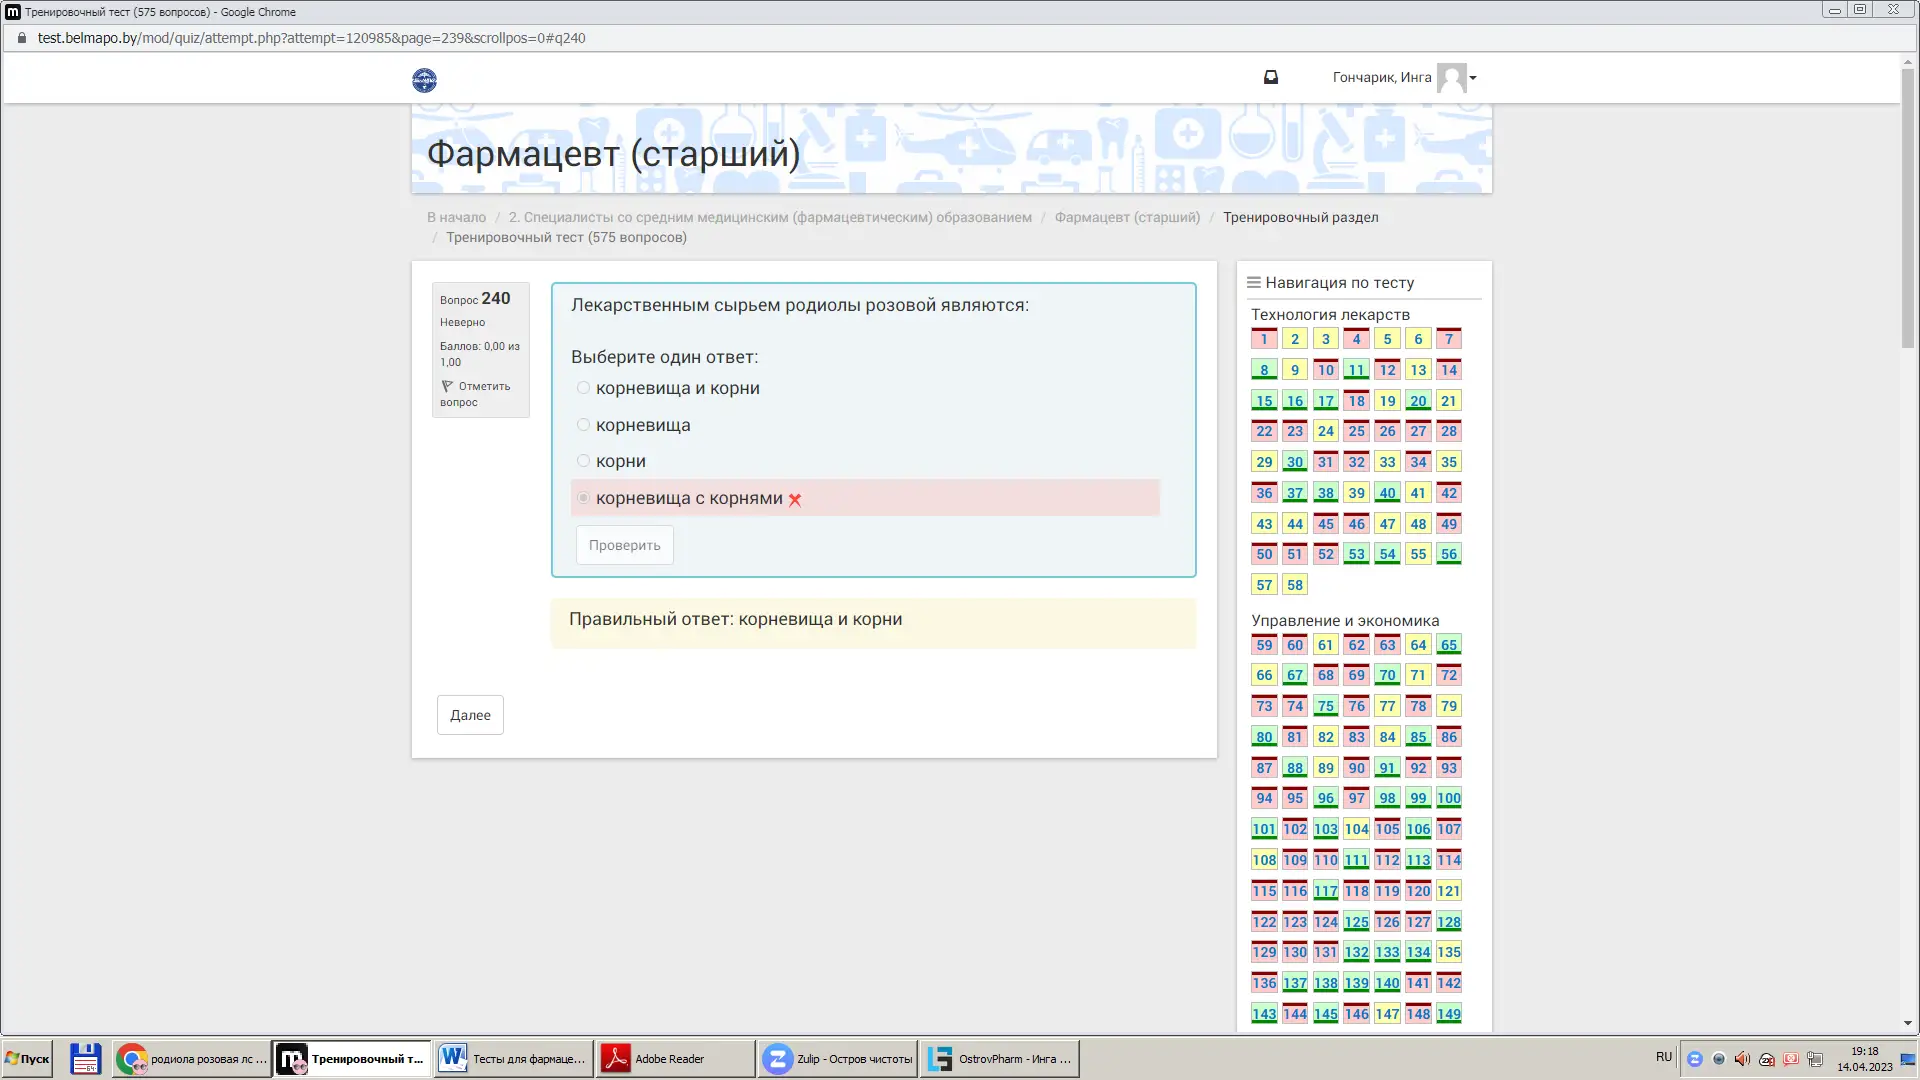 Тренировочный тест (575 вопросов) - Google Chrome
test.belmapo.by/mod/quiz/attempt.php?attempt=120985&page=239&scrollpos=0#q240
Гончарик, Инга
Фармацевт (старший)
В начало / 2. Специалисты со средним медицинским (фармацевтическим) образованием / Фармацевт (старший) / Тренировочный раздел
/ Тренировочный тест (575 вопросов)
Вопрос 240
Неверно
Баллов: 0,00 из
1,00
Отметить
вопрос
Лекарственным сырьем родиолы розовой являются:
Выберите один ответ:
корневища и корни
корневища
корни
корневища с корнями
Проверить
Правильный ответ: корневища и корни
Далее
Навигация по тесту
Технология лекарств
1 2 3 4 5 6 7
8 9 10 11 12 13 14
15 16 17 18 19 20 21
22 23 24 25 26 27 28
29 30 31 32 33 34 35
36 37 38 39 40 41 42
43 44 45 46 47 48 49
50 51 52 53 54 55 56
57 58
Управление и экономика
59 60 61 62 63 64 65
66 67 68 69 70 71 72
73 74 75 76 77 78 79
80 81 82 83 84 85 86
87 88 89 90 91 92 93
94 95 96 97 98 99 100
101 102 103 104 105 106 107
108 109 110 111 112 113 114
115 116 117 118 119 120 121
122 123 124 125 126 127 128
129 130 131 132 133 134 135
136 137 138 139 140 141 142
143 144 145 146 147 148 149
Пуск
родиола розовая лс ...
Тренировочный т...
Тесты для фармаце...
Adobe Reader
Zulip - Остров чистоты
OstrovPharm - Инга ...
RU
19:18
14.04.2023